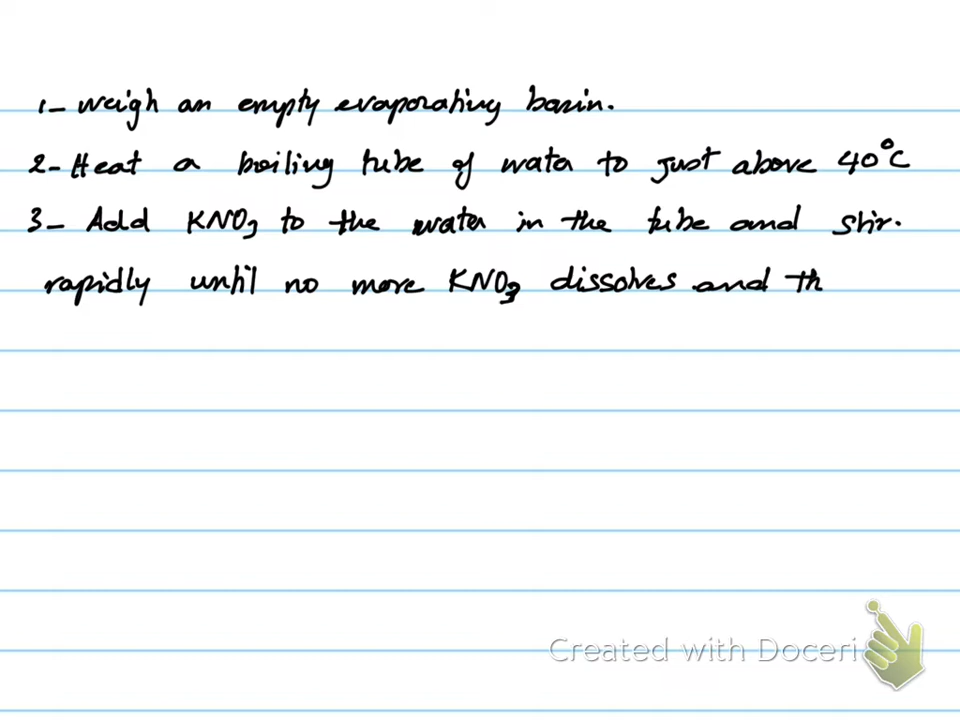 1- weigh an empty evaporating basin.
2- Heat a boiling tube of water to just above 40°C
3- Add KNO3 to the water in the tube and stir.
rapidly until no more KNO3 dissolves and th
Created with Doceri